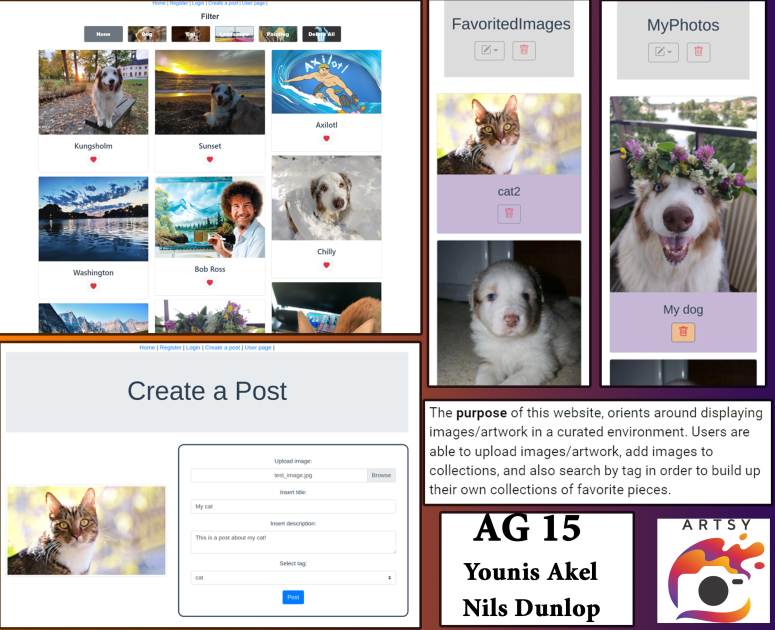 Home | Register | Login | Create a post | User page |
Filter
None Dog Cat Landscape Painting Delete All
Kungsholm
Sunset
Axilotl
Axilotl
Chilly
Washington
Bob Ross
FavoritedImages
cat2
MyPhotos
My dog
Home | Register | Login | Create a post | User page |
Create a Post
Upload image:
test_image.jpg Browse
Insert title:
My cat
Insert description:
This is a post about my cat!
Select tag:
cat
Post
The purpose of this website, orients around displaying
images/artwork in a curated environment. Users are
able to upload images/artwork, add images to
collections, and also search by tag in order to build up
their own collections of favorite pieces.
AG 15
Younis Akel
Nils Dunlop
ARTSY